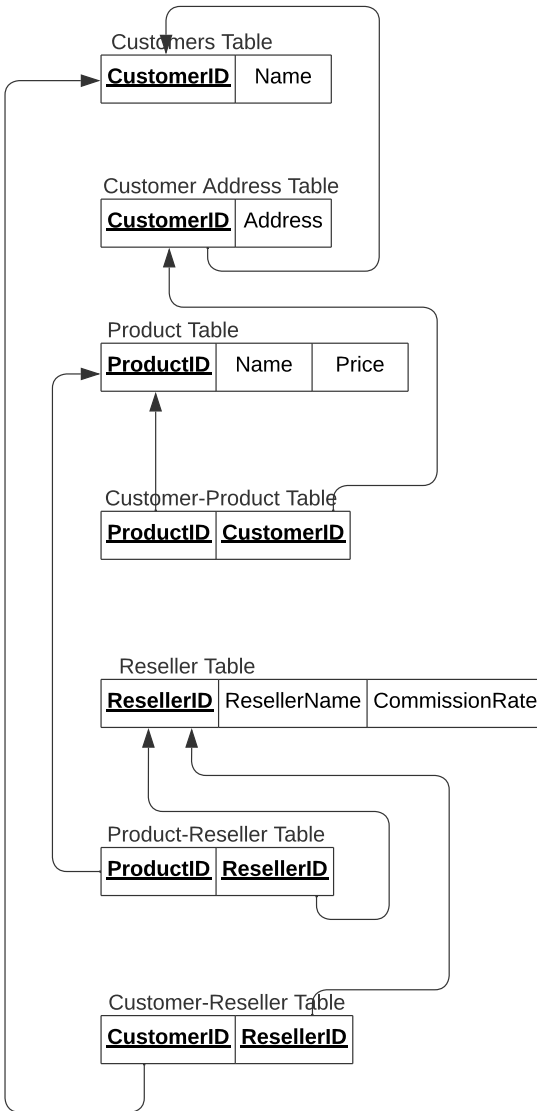 Customers Table
CustomerID Name
Customer Address Table
CustomerID Address
Product Table
ProductID Name Price
Customer-Product Table
ProductID CustomerID
Reseller Table
ResellerID ResellerName CommissionRate
Product-Reseller Table
ProductID ResellerID
Customer-Reseller Table
CustomerID ResellerID